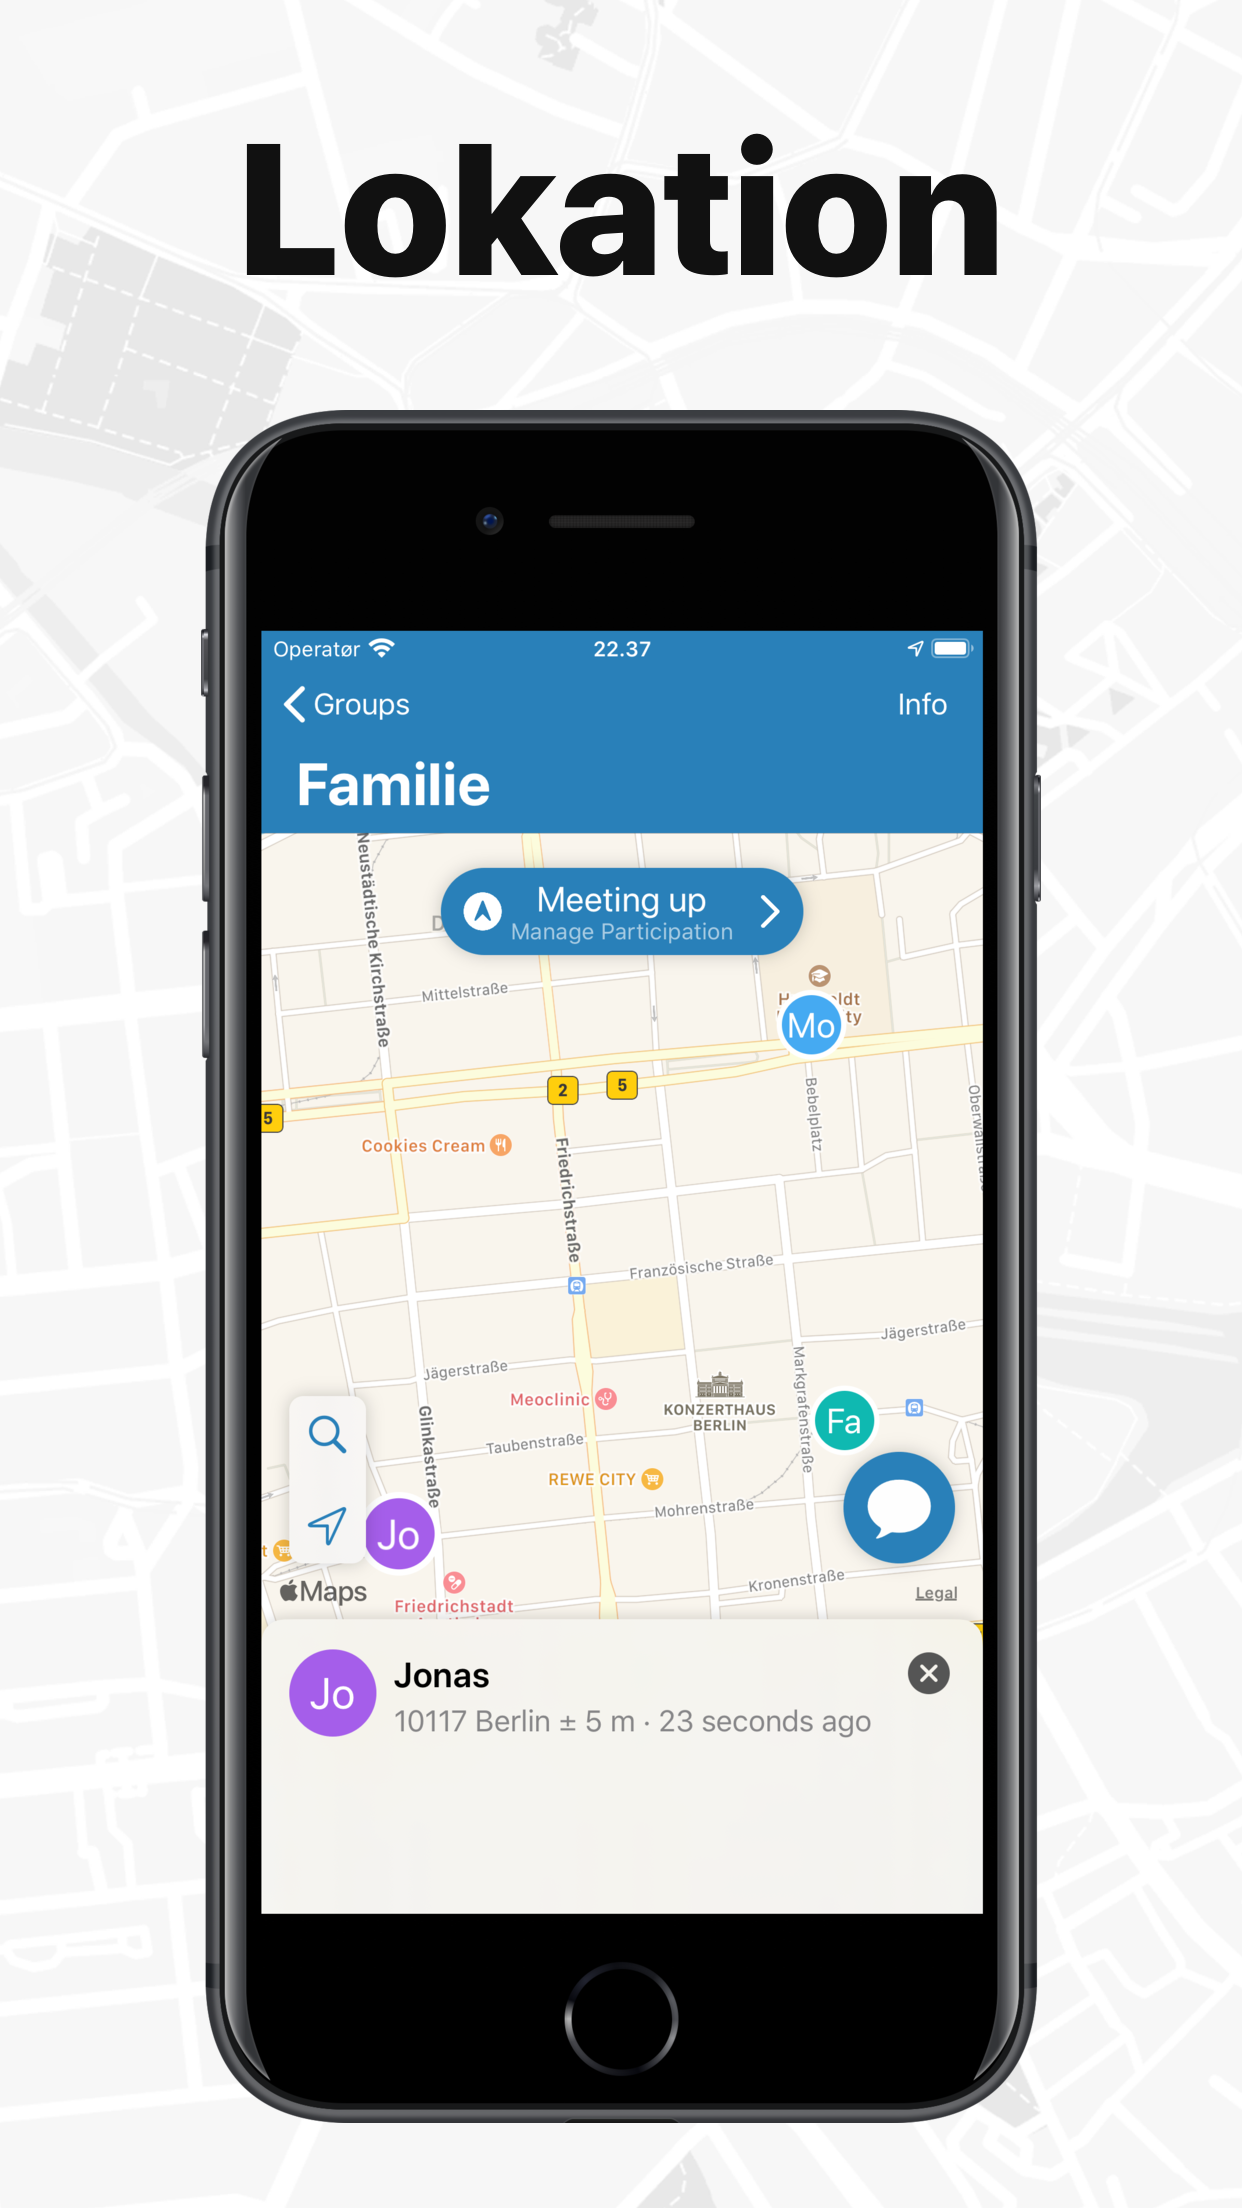 Lokation
Operatør
22.37
Groups
Info
Familie
Neustädtische Kirchstraße
Meeting up
Manage Participation
D
Mittelstraße
H ldt
ty
Mo
2
5
5
Bebelplatz
Oberwallstraße
Cookies Cream
Friedrichstraße
Französische Straße
Jägerstraße
Jägerstraße
Markgrafenstraße
Meoclinic
KONZERTHAUS
BERLIN
Glinkastraße
Fa
Taubenstraße
REWE CITY
Mohrenstraße
Jo
t
Kronenstraße
Maps
Legal
Friedrichstadt
Jo
Jonas
10117 Berlin ± 5 m · 23 seconds ago